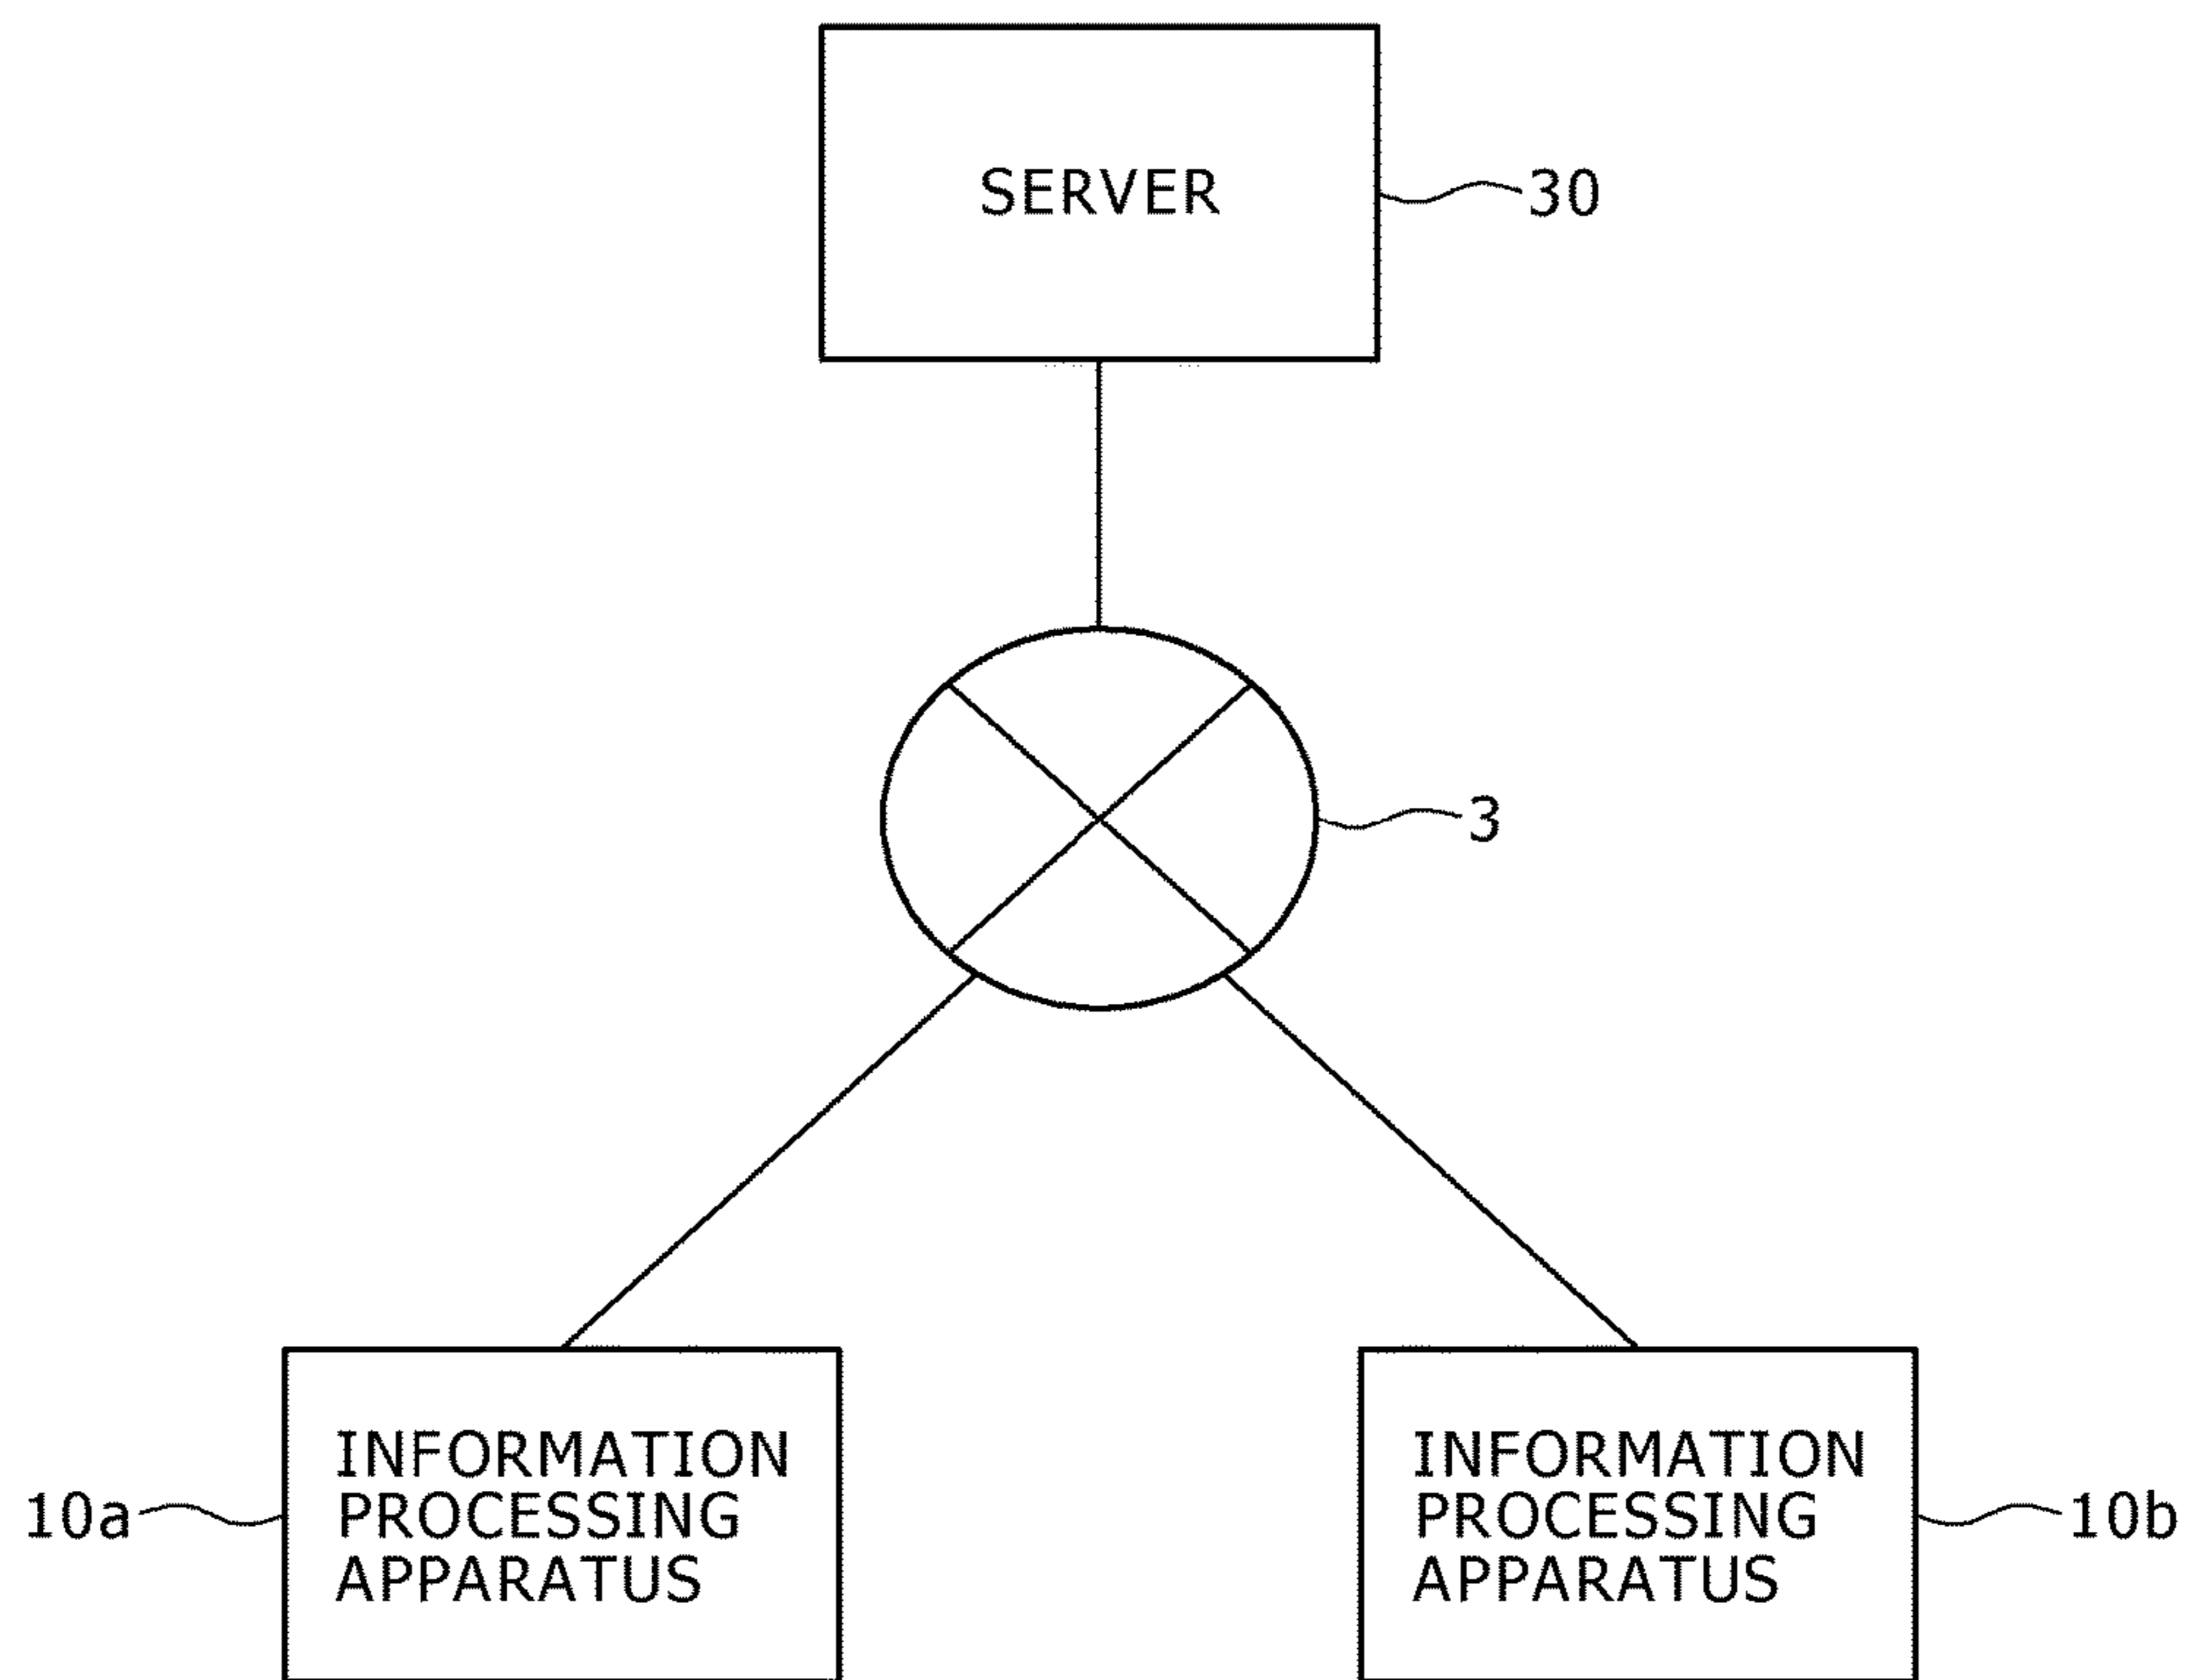 SERVER
30
3
INFORMATION
PROCESSING
APPARATUS
10a
INFORMATION
PROCESSING
APPARATUS
10b